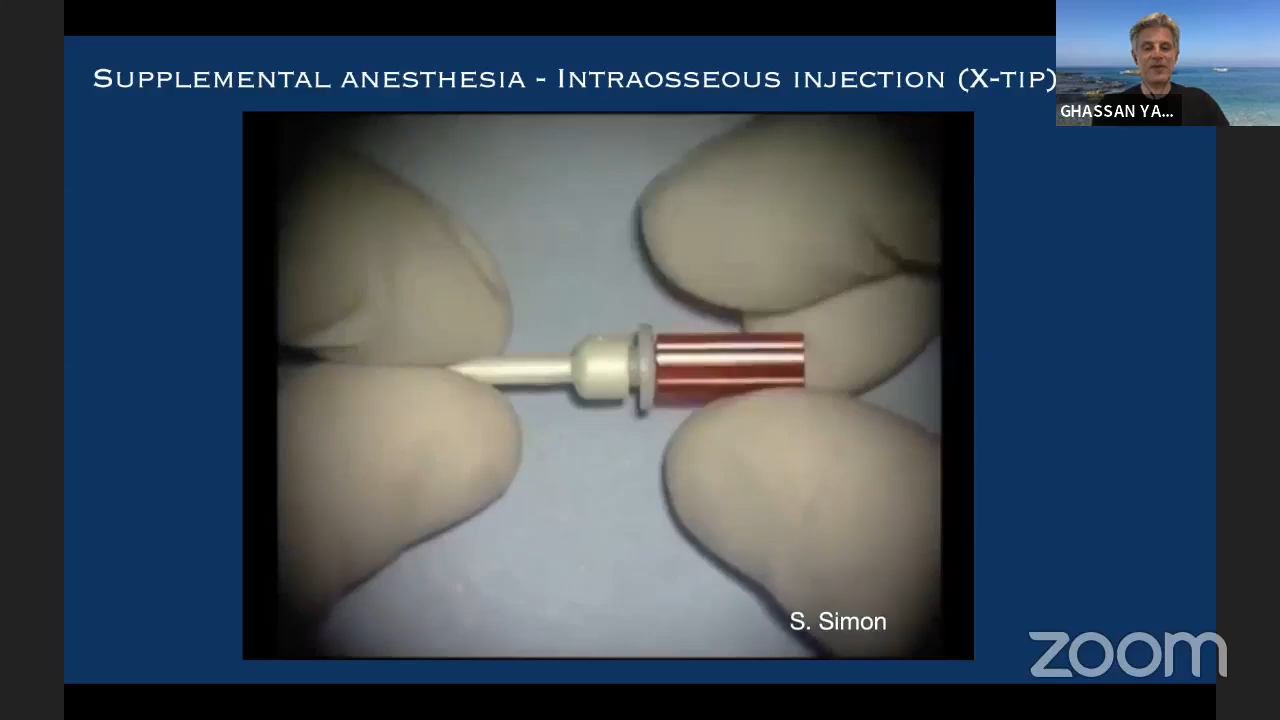 SUPPLEMENTAL ANESTHESIA - INTRAOSSEOUS INJECTION (X-TIP)
GHASSAN YA...
S. Simon
zoom